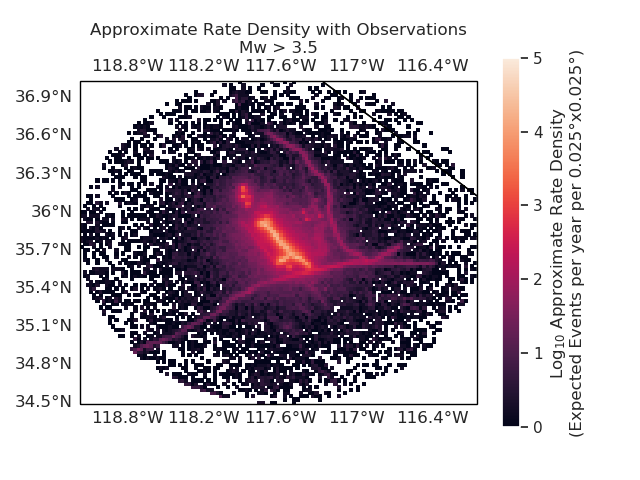 Approximate Rate Density with Observations
Mw > 3.5
118.8°W 118.2°W 117.6°W 117°W 116.4°W
36.9°N
36.6°N
36.3°N
36°N
35.7°N
35.4°N
35.1°N
34.8°N
34.5°N
118.8°W 118.2°W 117.6°W 117°W 116.4°W
5
4
3
2
1
0
Log₁₀ Approximate Rate Density
(Expected Events per year per 0.025°x0.025°)